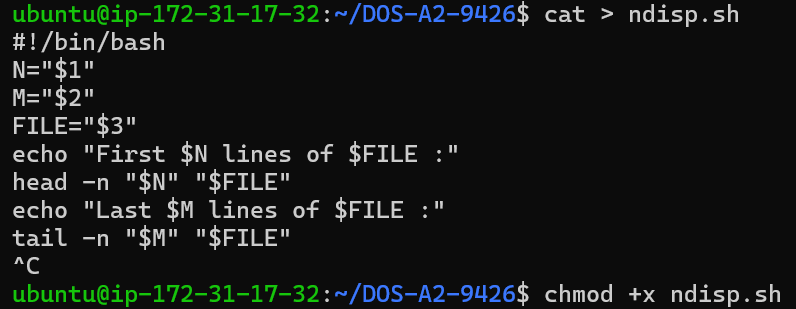 ubuntu@ip-172-31-17-32:~/DOS-A2-9426$ cat > ndisp.sh
#!/bin/bash
N="$1"
M="$2"
FILE="$3"
echo "First $N lines of $FILE :"
head -n "$N" "$FILE"
echo "Last $M lines of $FILE :"
tail -n "$M" "$FILE"
^C
ubuntu@ip-172-31-17-32:~/DOS-A2-9426$ chmod +x ndisp.sh